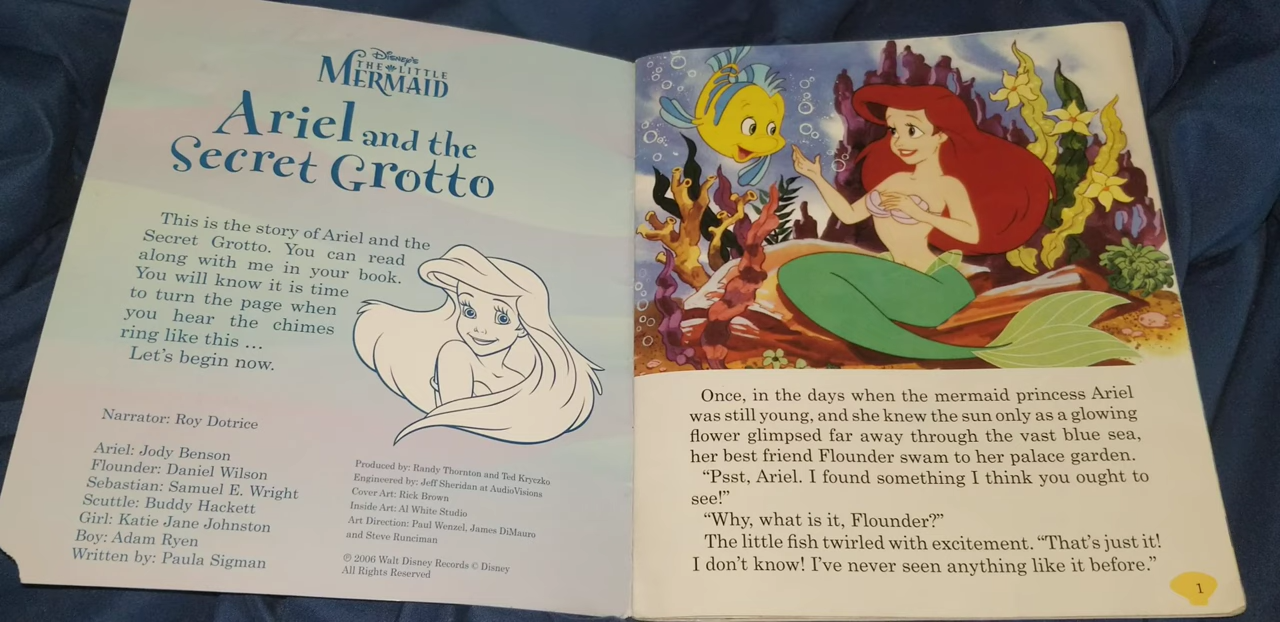 Disney's
THE LITTLE
MERMAID
Ariel and the
Secret Grotto
This is the story of Ariel and the
Secret Grotto. You can read
along with me in your book.
You will know it is time
to turn the page when
you hear the chimes
ring like this ...
Let's begin now.
Narrator: Roy Dotrice
Ariel: Jody Benson
Flounder: Daniel Wilson
Sebastian: Samuel E. Wright
Scuttle: Buddy Hackett
Girl: Katie Jane Johnston
Boy: Adam Ryen
Written by: Paula Sigman
Produced by: Randy Thornton and Ted Kryczko
Engineered by: Jeff Sheridan at AudioVisions
Cover Art: Rick Brown
Inside Art: Al White Studio
Art Direction: Paul Wenzel, James DiMauro
and Steve Runciman
℗ 2006 Walt Disney Records © Disney
All Rights Reserved
Once, in the days when the mermaid princess Ariel
was still young, and she knew the sun only as a glowing
flower glimpsed far away through the vast blue sea,
her best friend Flounder swam to her palace garden.
“Psst, Ariel. I found something I think you ought to
see!”
“Why, what is it, Flounder?”
The little fish twirled with excitement. “That's just it!
I don't know! I've never seen anything like it before.”
1